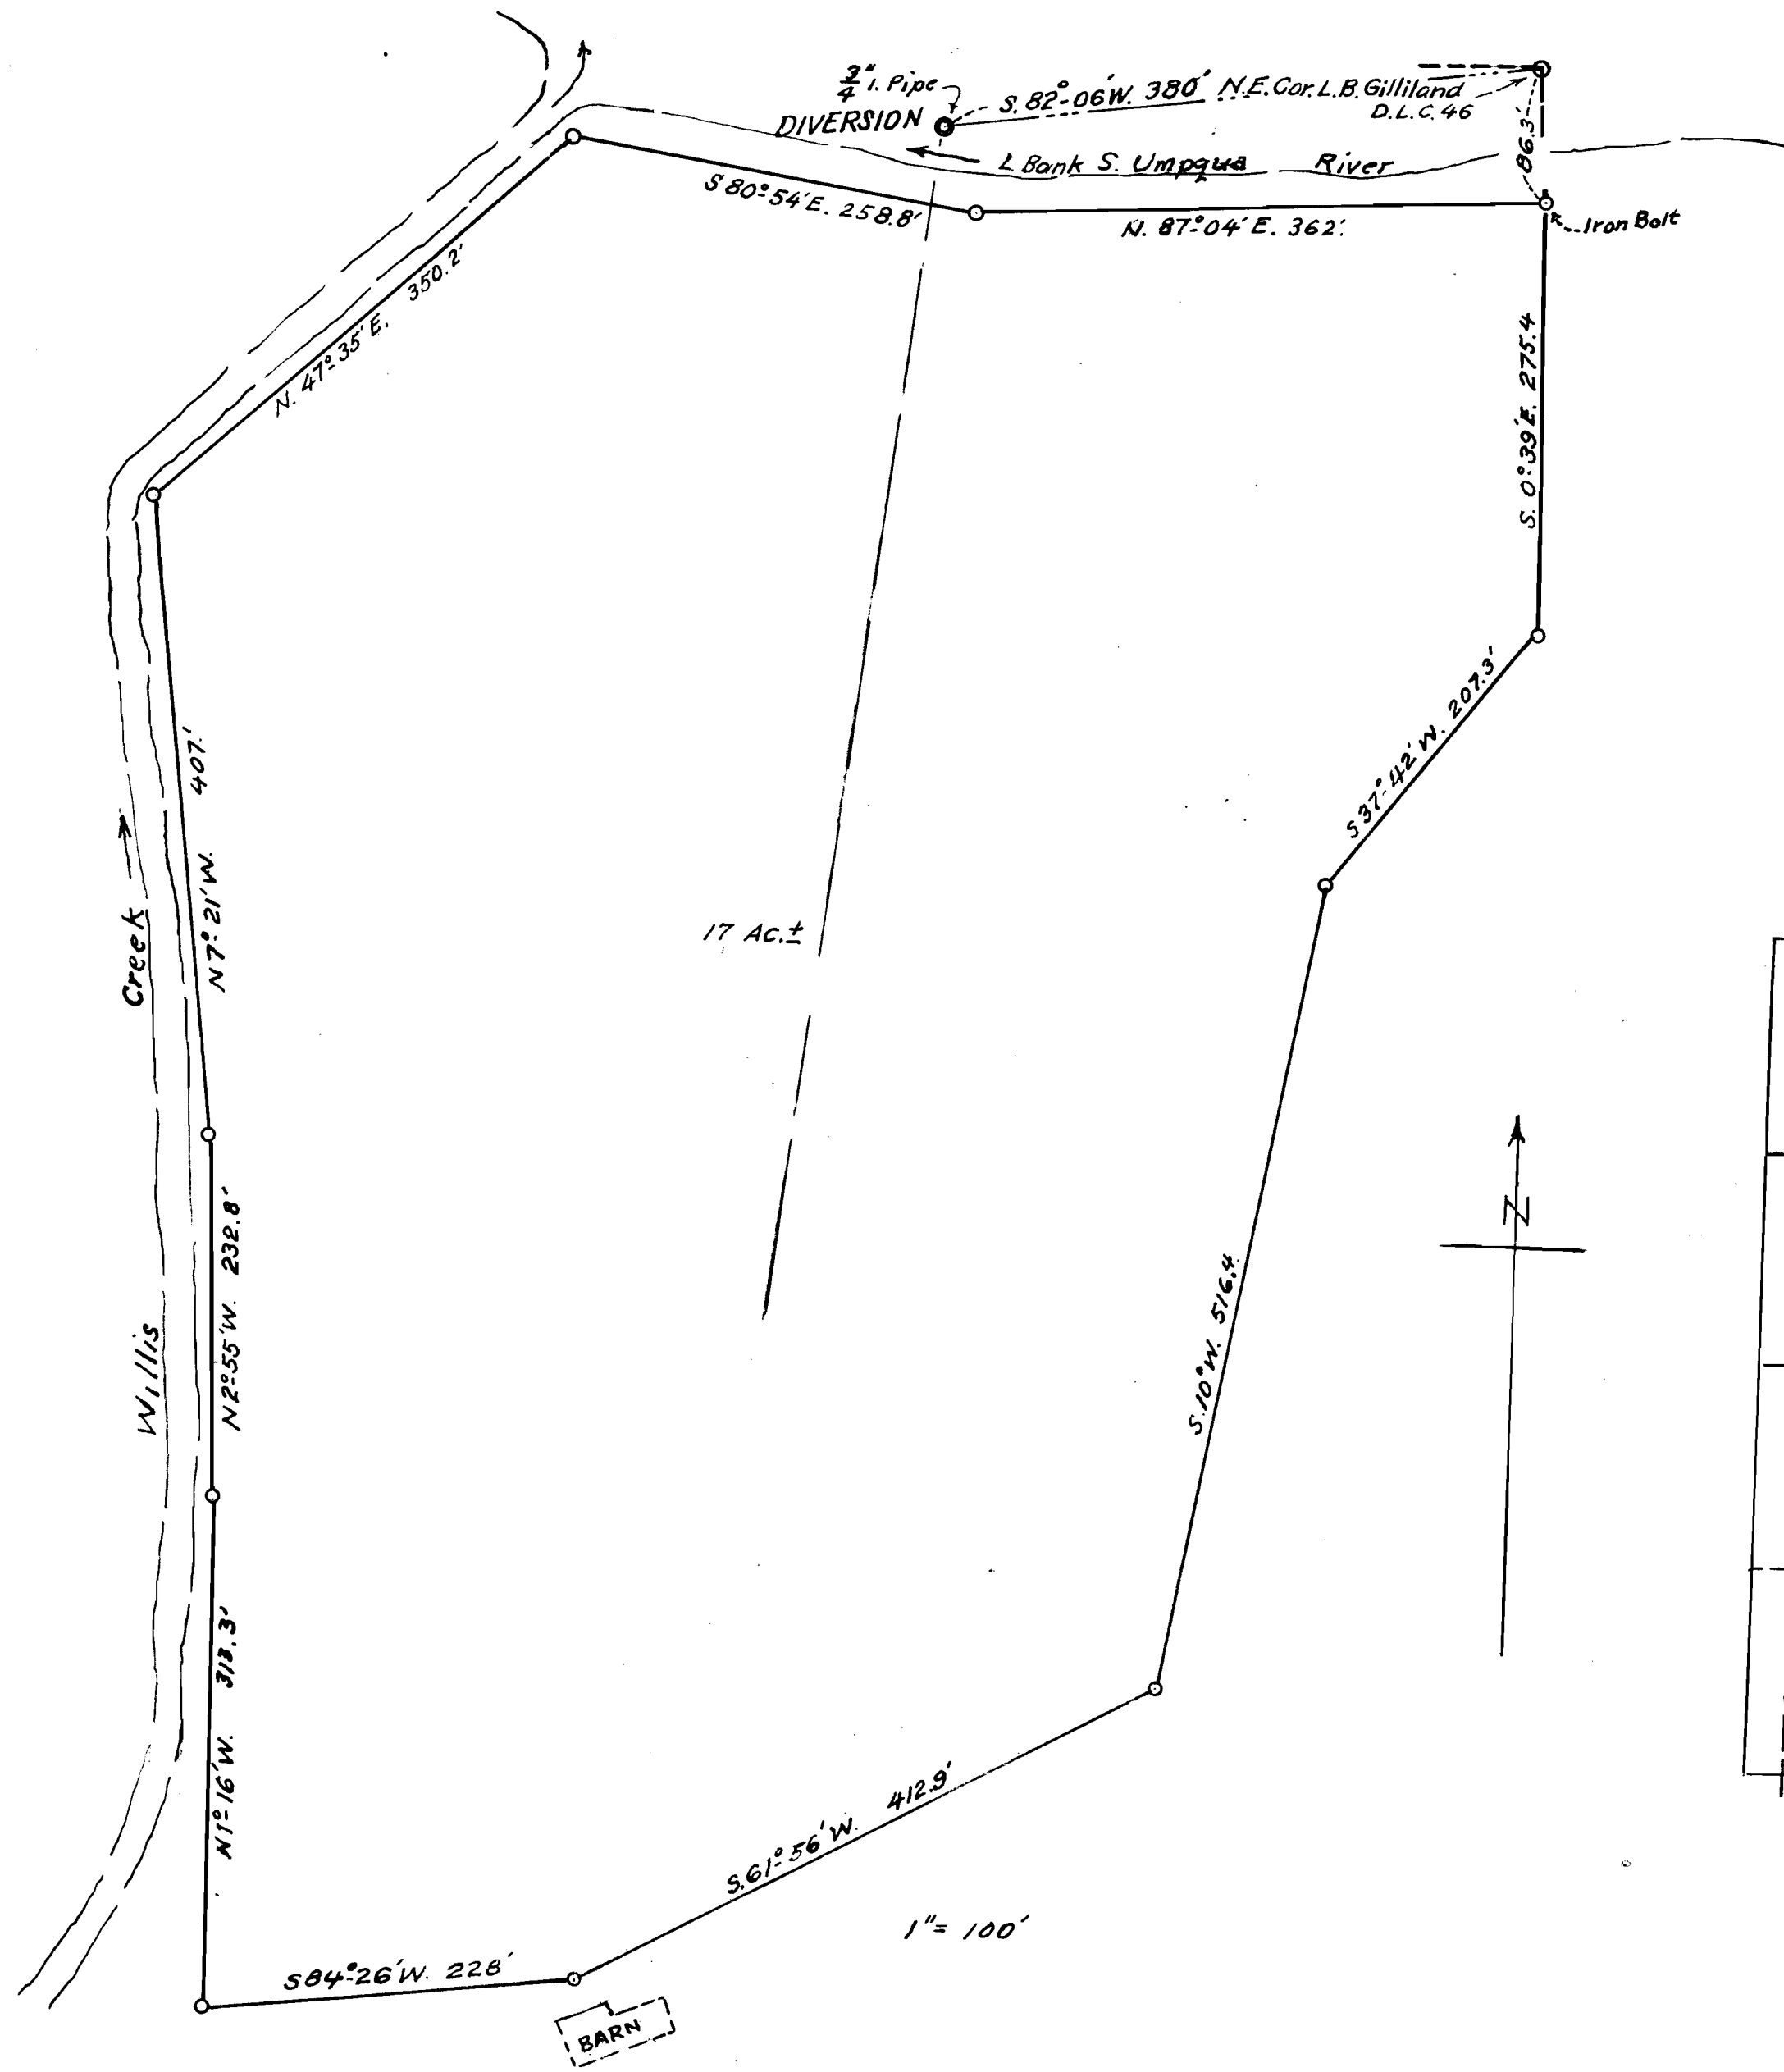 3/4" I. Pipe
S. 82°-06'W. 380' N.E. Cor. L.B. Gilliland
D.L.C. 46
DIVERSION
86.3'
L Bank S. Umpqua River
S 80°-54'E. 258.8'
N. 87°-04'E. 362'.
Iron Bolt
N. 47°-35'E. 350.2'
S. 0°-39'E. 275.4
S 37°-42'W. 207.3'
N7°-21'W. 407.'
17 Ac.±
Willis Creek
N2°-55'W. 232.8'
N
S. 10°W. 516.4
N1°-16'W. 313.3'
S. 61°-56'W. 412.9'
1" = 100'
S84°-26'W. 228'
BARN